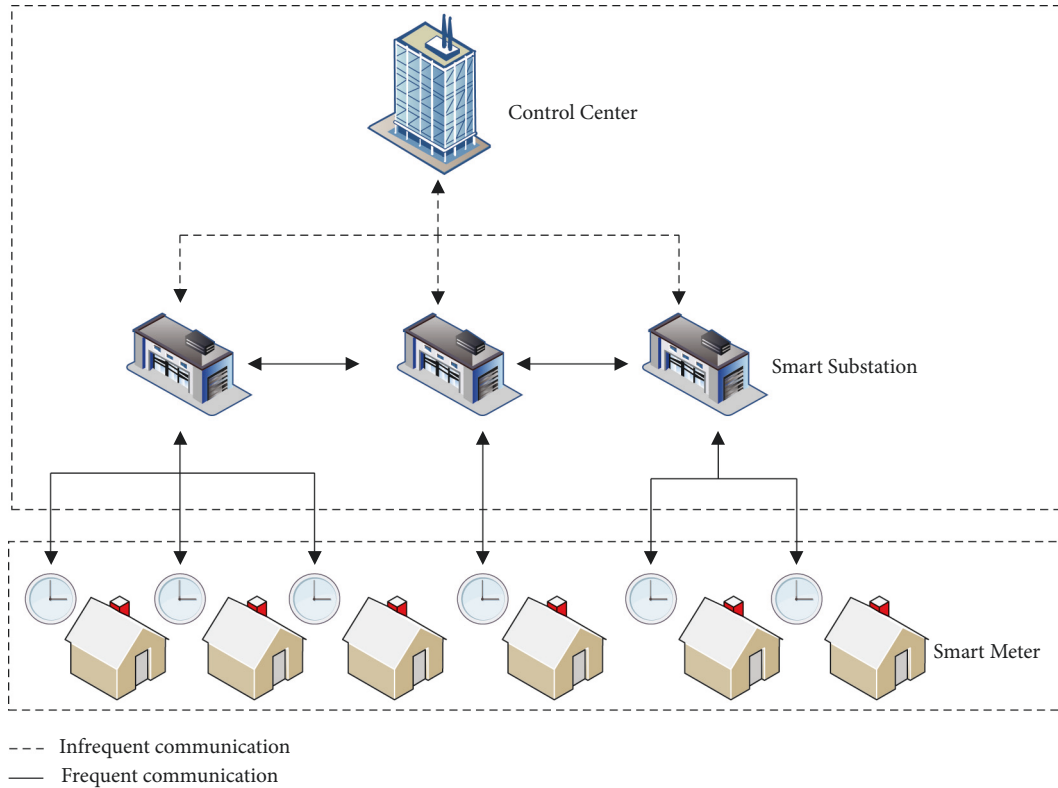 Control Center
Smart Substation
Smart Meter
Infrequent communication
Frequent communication